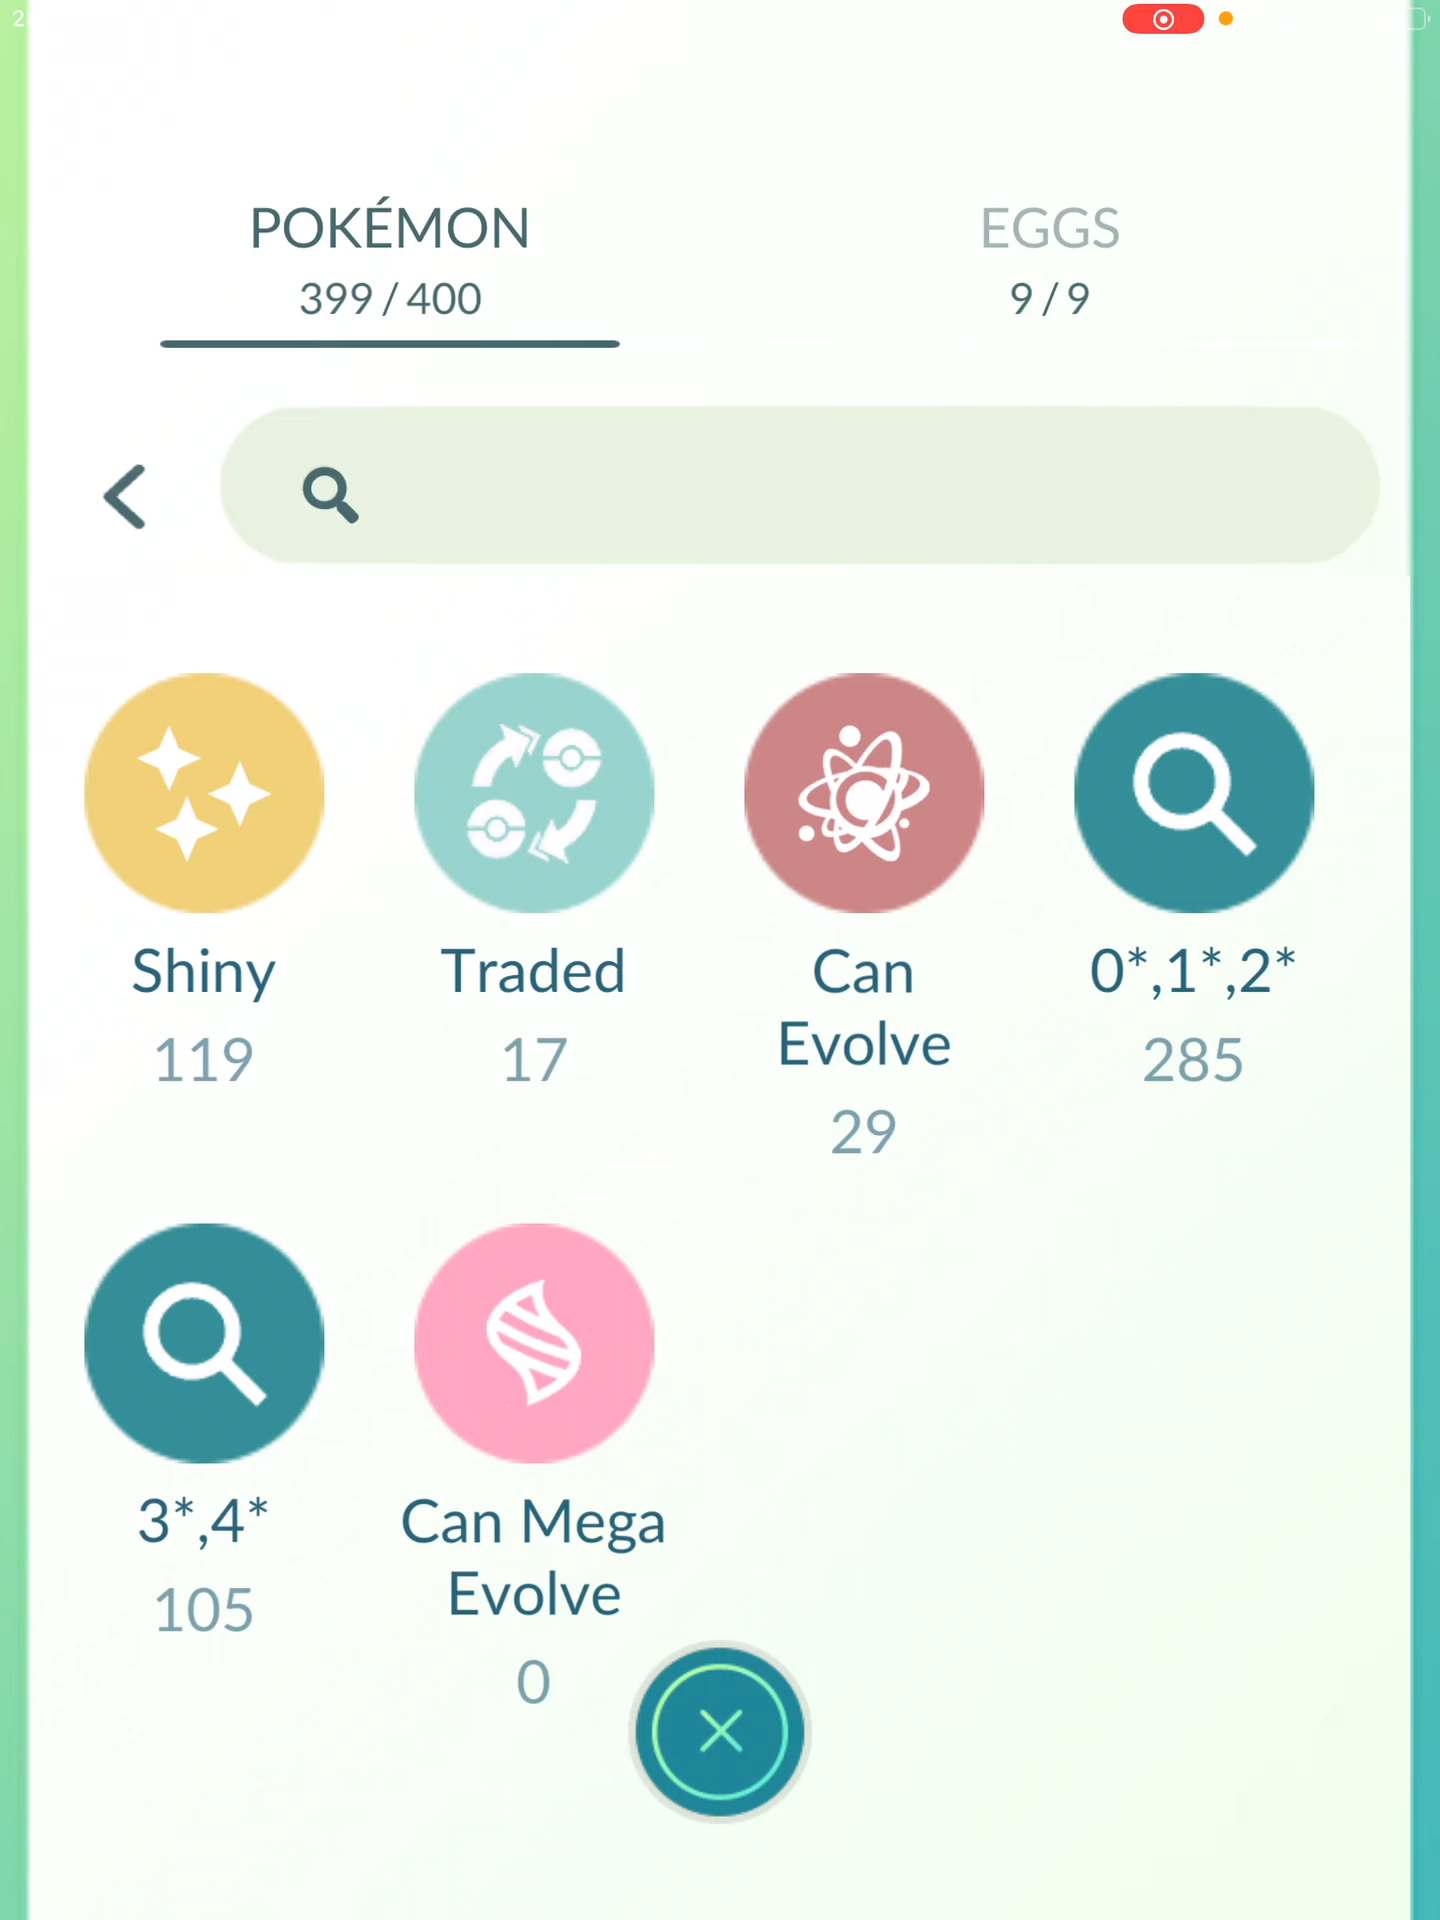 POKÉMON
EGGS
399 / 400
9 / 9
Shiny
Traded
Can
Evolve
0*,1*,2*
119
17
29
285
3*,4*
Can Mega
Evolve
105
0